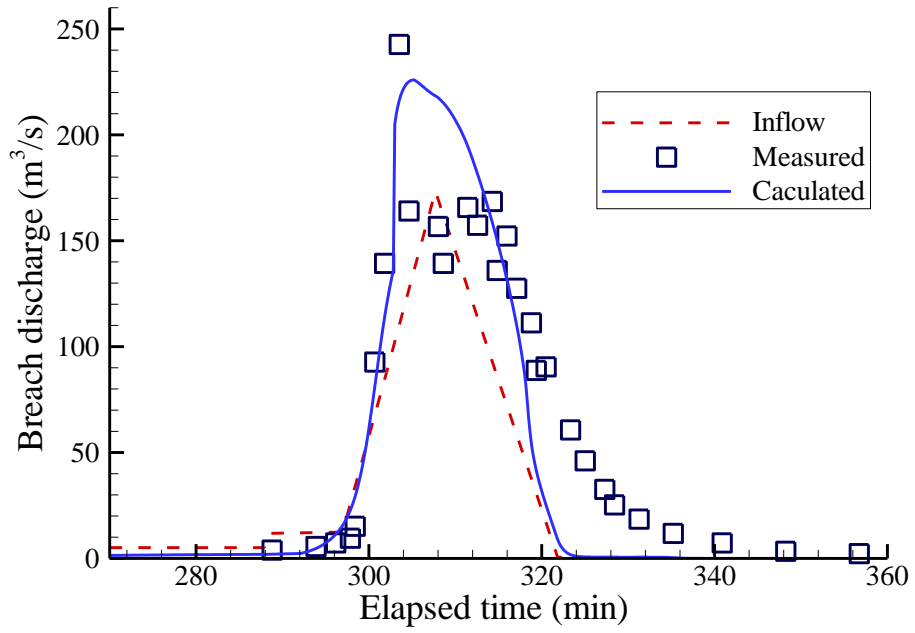 250
200
150
100
50
0
Breach discharge (m³/s)
Inflow
Measured
Caculated
280
300
320
340
360
Elapsed time (min)